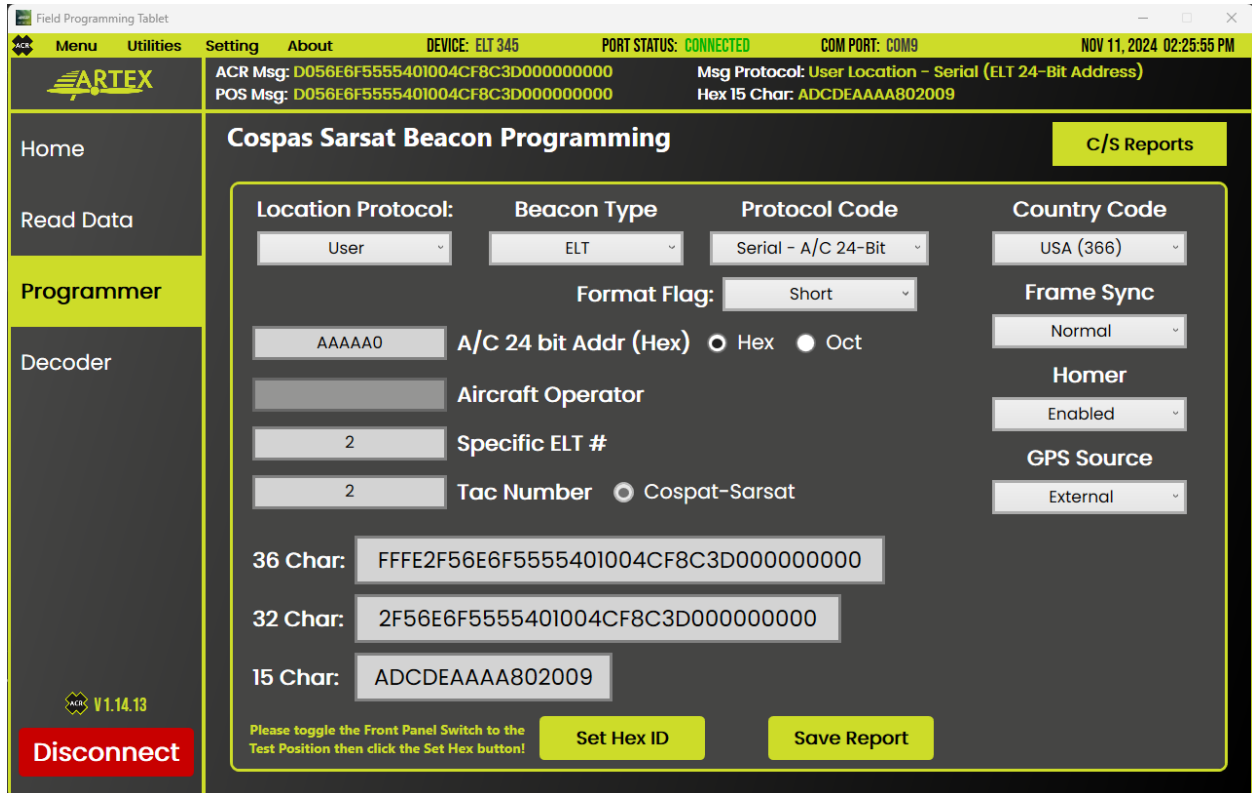 Field Programming Tablet
ACR Menu Utilities Setting About DEVICE: ELT 345 PORT STATUS: CONNECTED COM PORT: COM9 NOV 11, 2024 02:25:55 PM
ARTEX
ACR Msg: D056E6F5555401004CF8C3D000000000 Msg Protocol: User Location - Serial (ELT 24-Bit Address)
POS Msg: D056E6F5555401004CF8C3D000000000 Hex 15 Char: ADCDEAAAA802009
Home
Read Data
Programmer
Decoder
ACR V 1.14.13
Disconnect
Cospas Sarsat Beacon Programming
C/S Reports
Location Protocol: Beacon Type Protocol Code Country Code
User ELT Serial - A/C 24-Bit USA (366)
Format Flag: Short
Frame Sync
Normal
AAAAA0 A/C 24 bit Addr (Hex) Hex Oct
Homer
Enabled
Aircraft Operator
2 Specific ELT #
GPS Source
External
2 Tac Number Cospat-Sarsat
36 Char: FFFE2F56E6F5555401004CF8C3D000000000
32 Char: 2F56E6F5555401004CF8C3D000000000
15 Char: ADCDEAAAA802009
Please toggle the Front Panel Switch to the
Test Position then click the Set Hex button!
Set Hex ID
Save Report